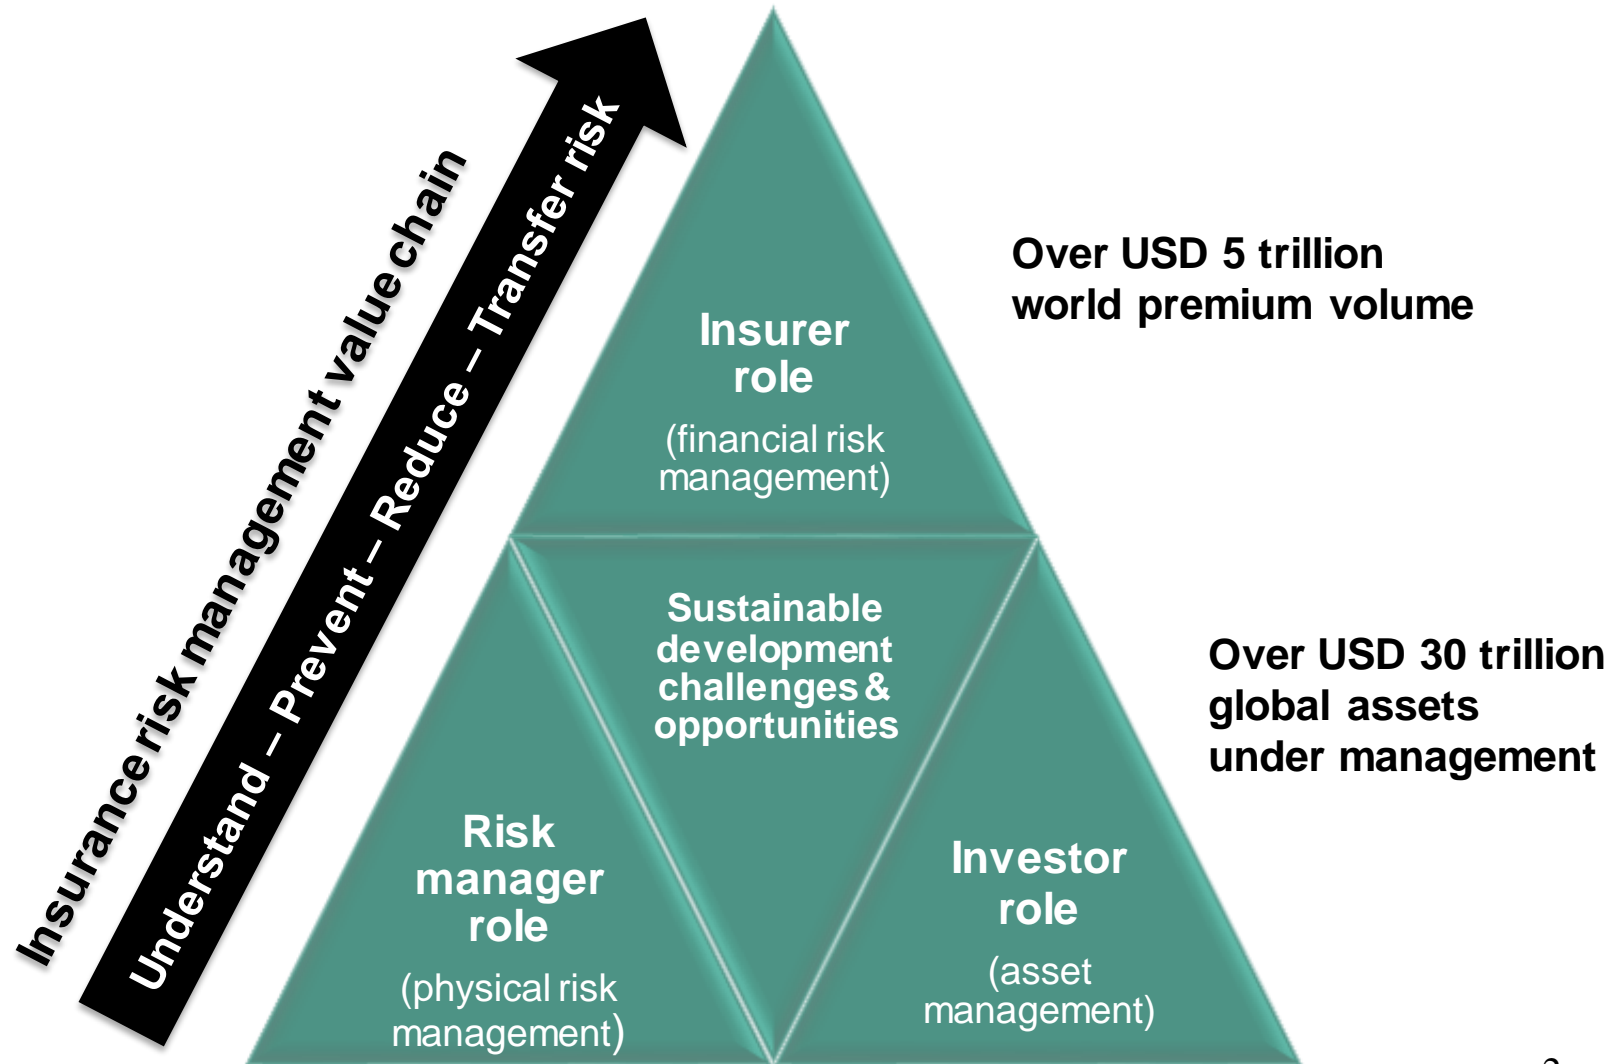 Insurance risk management value chain
Understand – Prevent – Reduce – Transfer risk
Insurer
role
(financial risk
management)
Over USD 5 trillion
world premium volume
Sustainable
development
challenges &
opportunities
Over USD 30 trillion
global assets
under management
Risk
manager
role
(physical risk
management)
Investor
role
(asset
management)